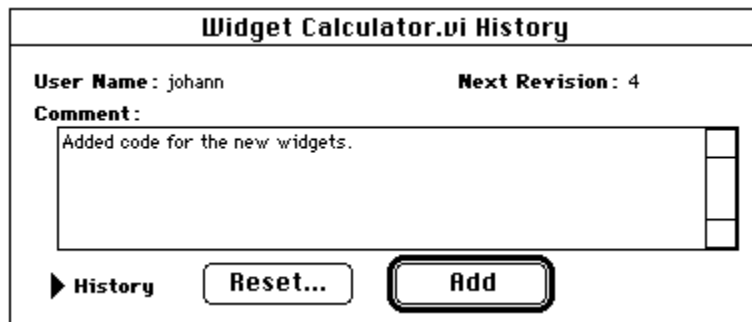 Widget Calculator.vi History
User Name: johann Next Revision: 4
Comment:
Added code for the new widgets.
History Reset... Add